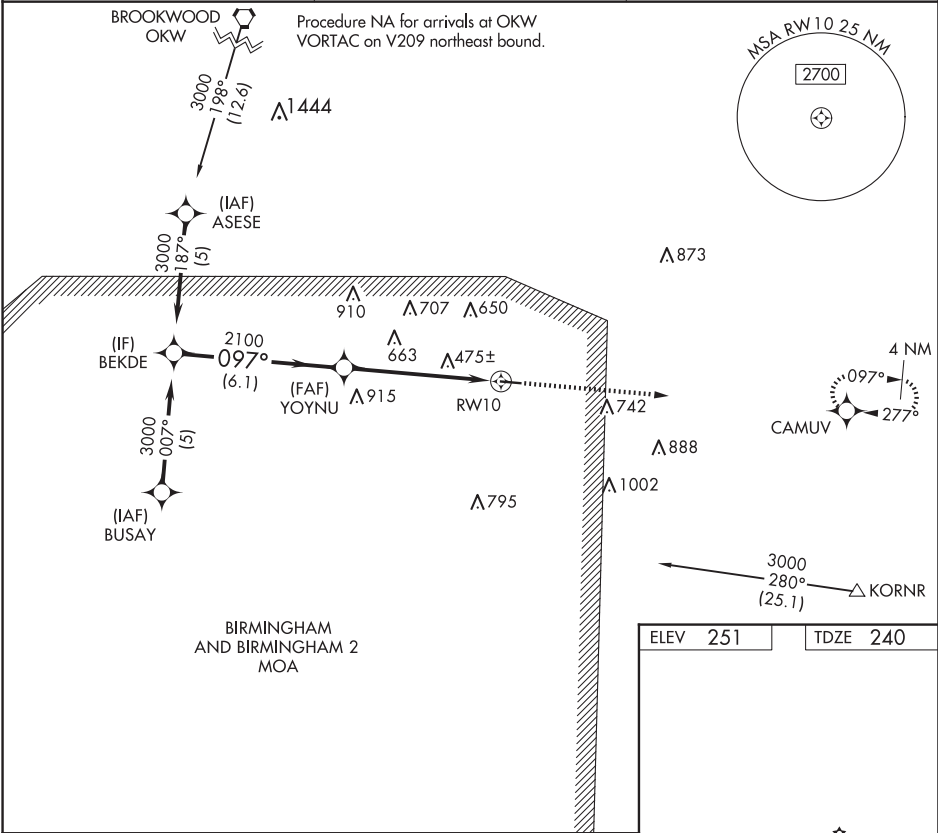 BROOKWOOD
OKW
Procedure NA for arrivals at OKW
VORTAC on V209 northeast bound.
MSA RW10 25 NM
2700
3000
198°
(12.6)
1444
(IAF)
ASESE
3000
187°
(5)
873
910
707
650
663
475±
(IF)
BEKDE
2100
097°
(6.1)
(FAF)
YOYNU
915
RW10
742
4 NM
097°
277°
CAMUV
888
1002
795
3000
007°
(5)
(IAF)
BUSAY
3000
280°
(25.1)
KORNR
BIRMINGHAM
AND BIRMINGHAM 2
MOA
ELEV 251
TDZE 240